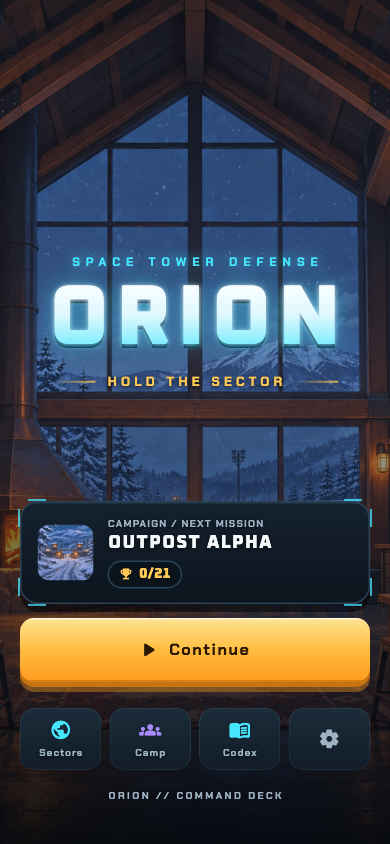 SPACE TOWER DEFENSE
ORION
HOLD THE SECTOR
CAMPAIGN / NEXT MISSION
OUTPOST ALPHA
0/21
Continue
Sectors
Camp
Codex
ORION // COMMAND DECK